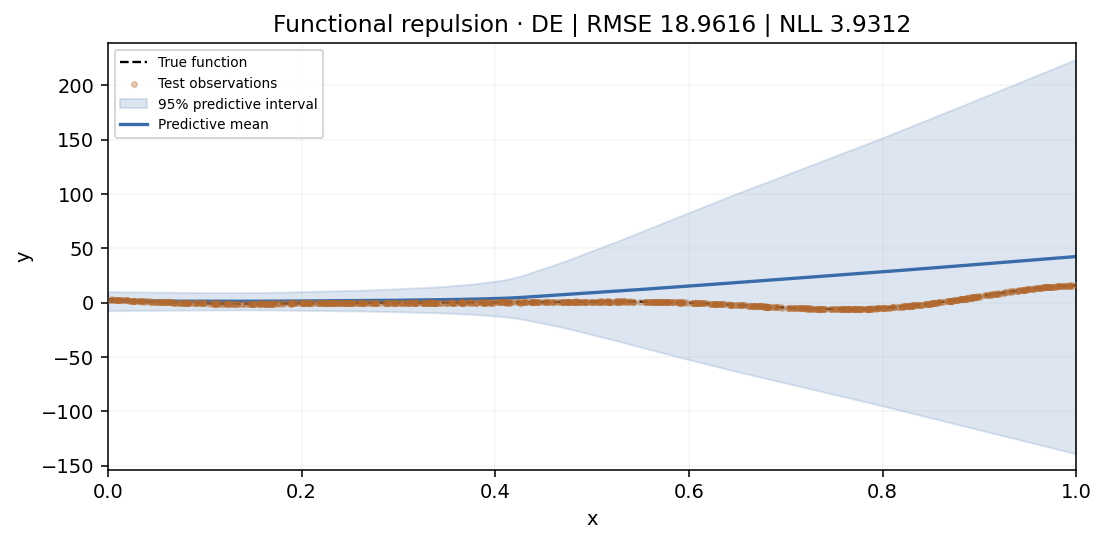 Functional repulsion · DE | RMSE 18.9616 | NLL 3.9312
True function
Test observations
95% predictive interval
Predictive mean
200
150
100
50
0
−50
−100
−150
y
0.0 0.2 0.4 0.6 0.8 1.0
x